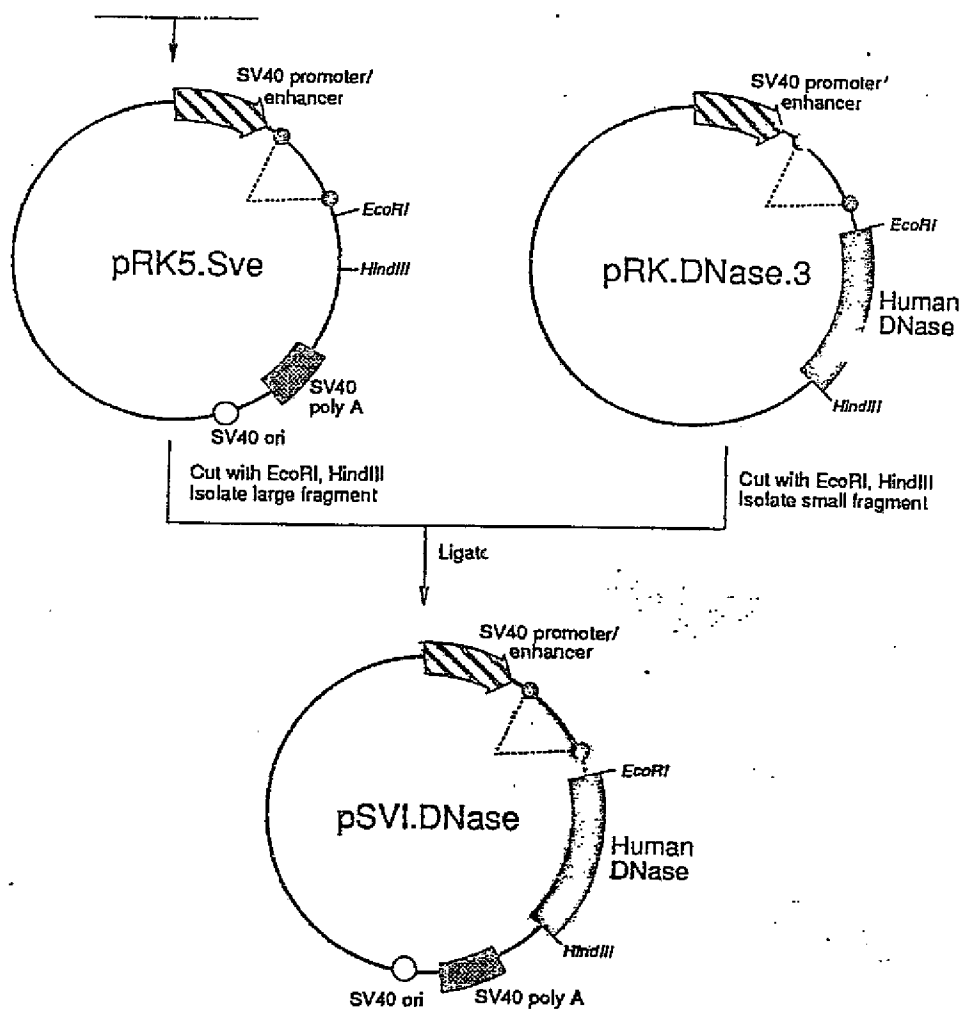 SV40 promoter/
enhancer
EcoRI
HindIII
pRK5.Sve
SV40
poly A
SV40 ori
Cut with EcoRI, HindIII
Isolate large fragment
SV40 promoter/
enhancer
EcoRI
pRK.DNase.3
Human
DNase
HindIII
Cut with EcoRI, HindIII
Isolate small fragment
Ligate
SV40 promoter/
enhancer
EcoRI
pSVI.DNase
Human
DNase
HindIII
SV40 ori
SV40 poly A